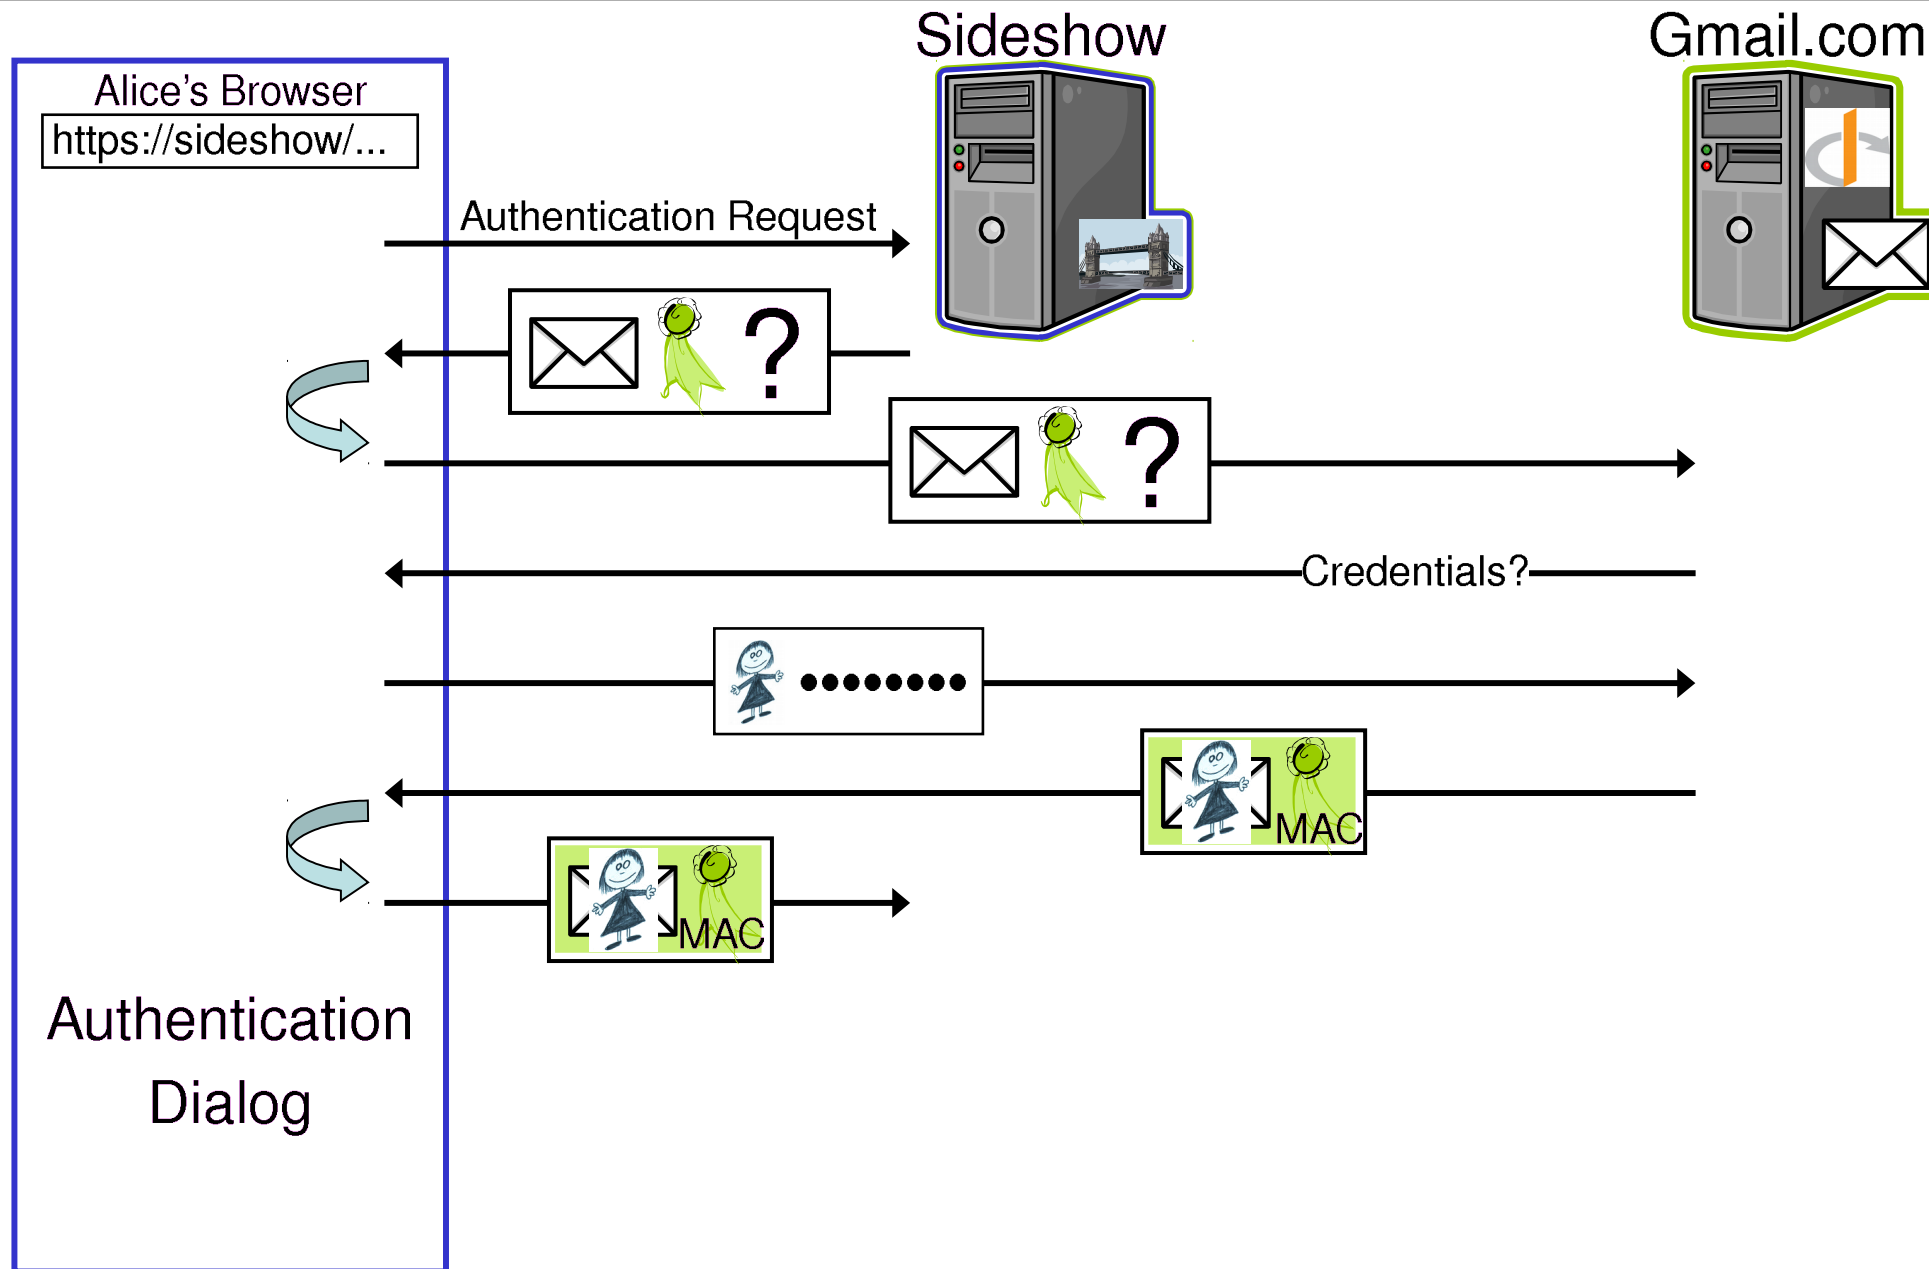 Sideshow
Gmail.com
Alice's Browser
https://sideshow/...
Authentication Request
?
?
Credentials?
MAC
MAC
Authentication
Dialog